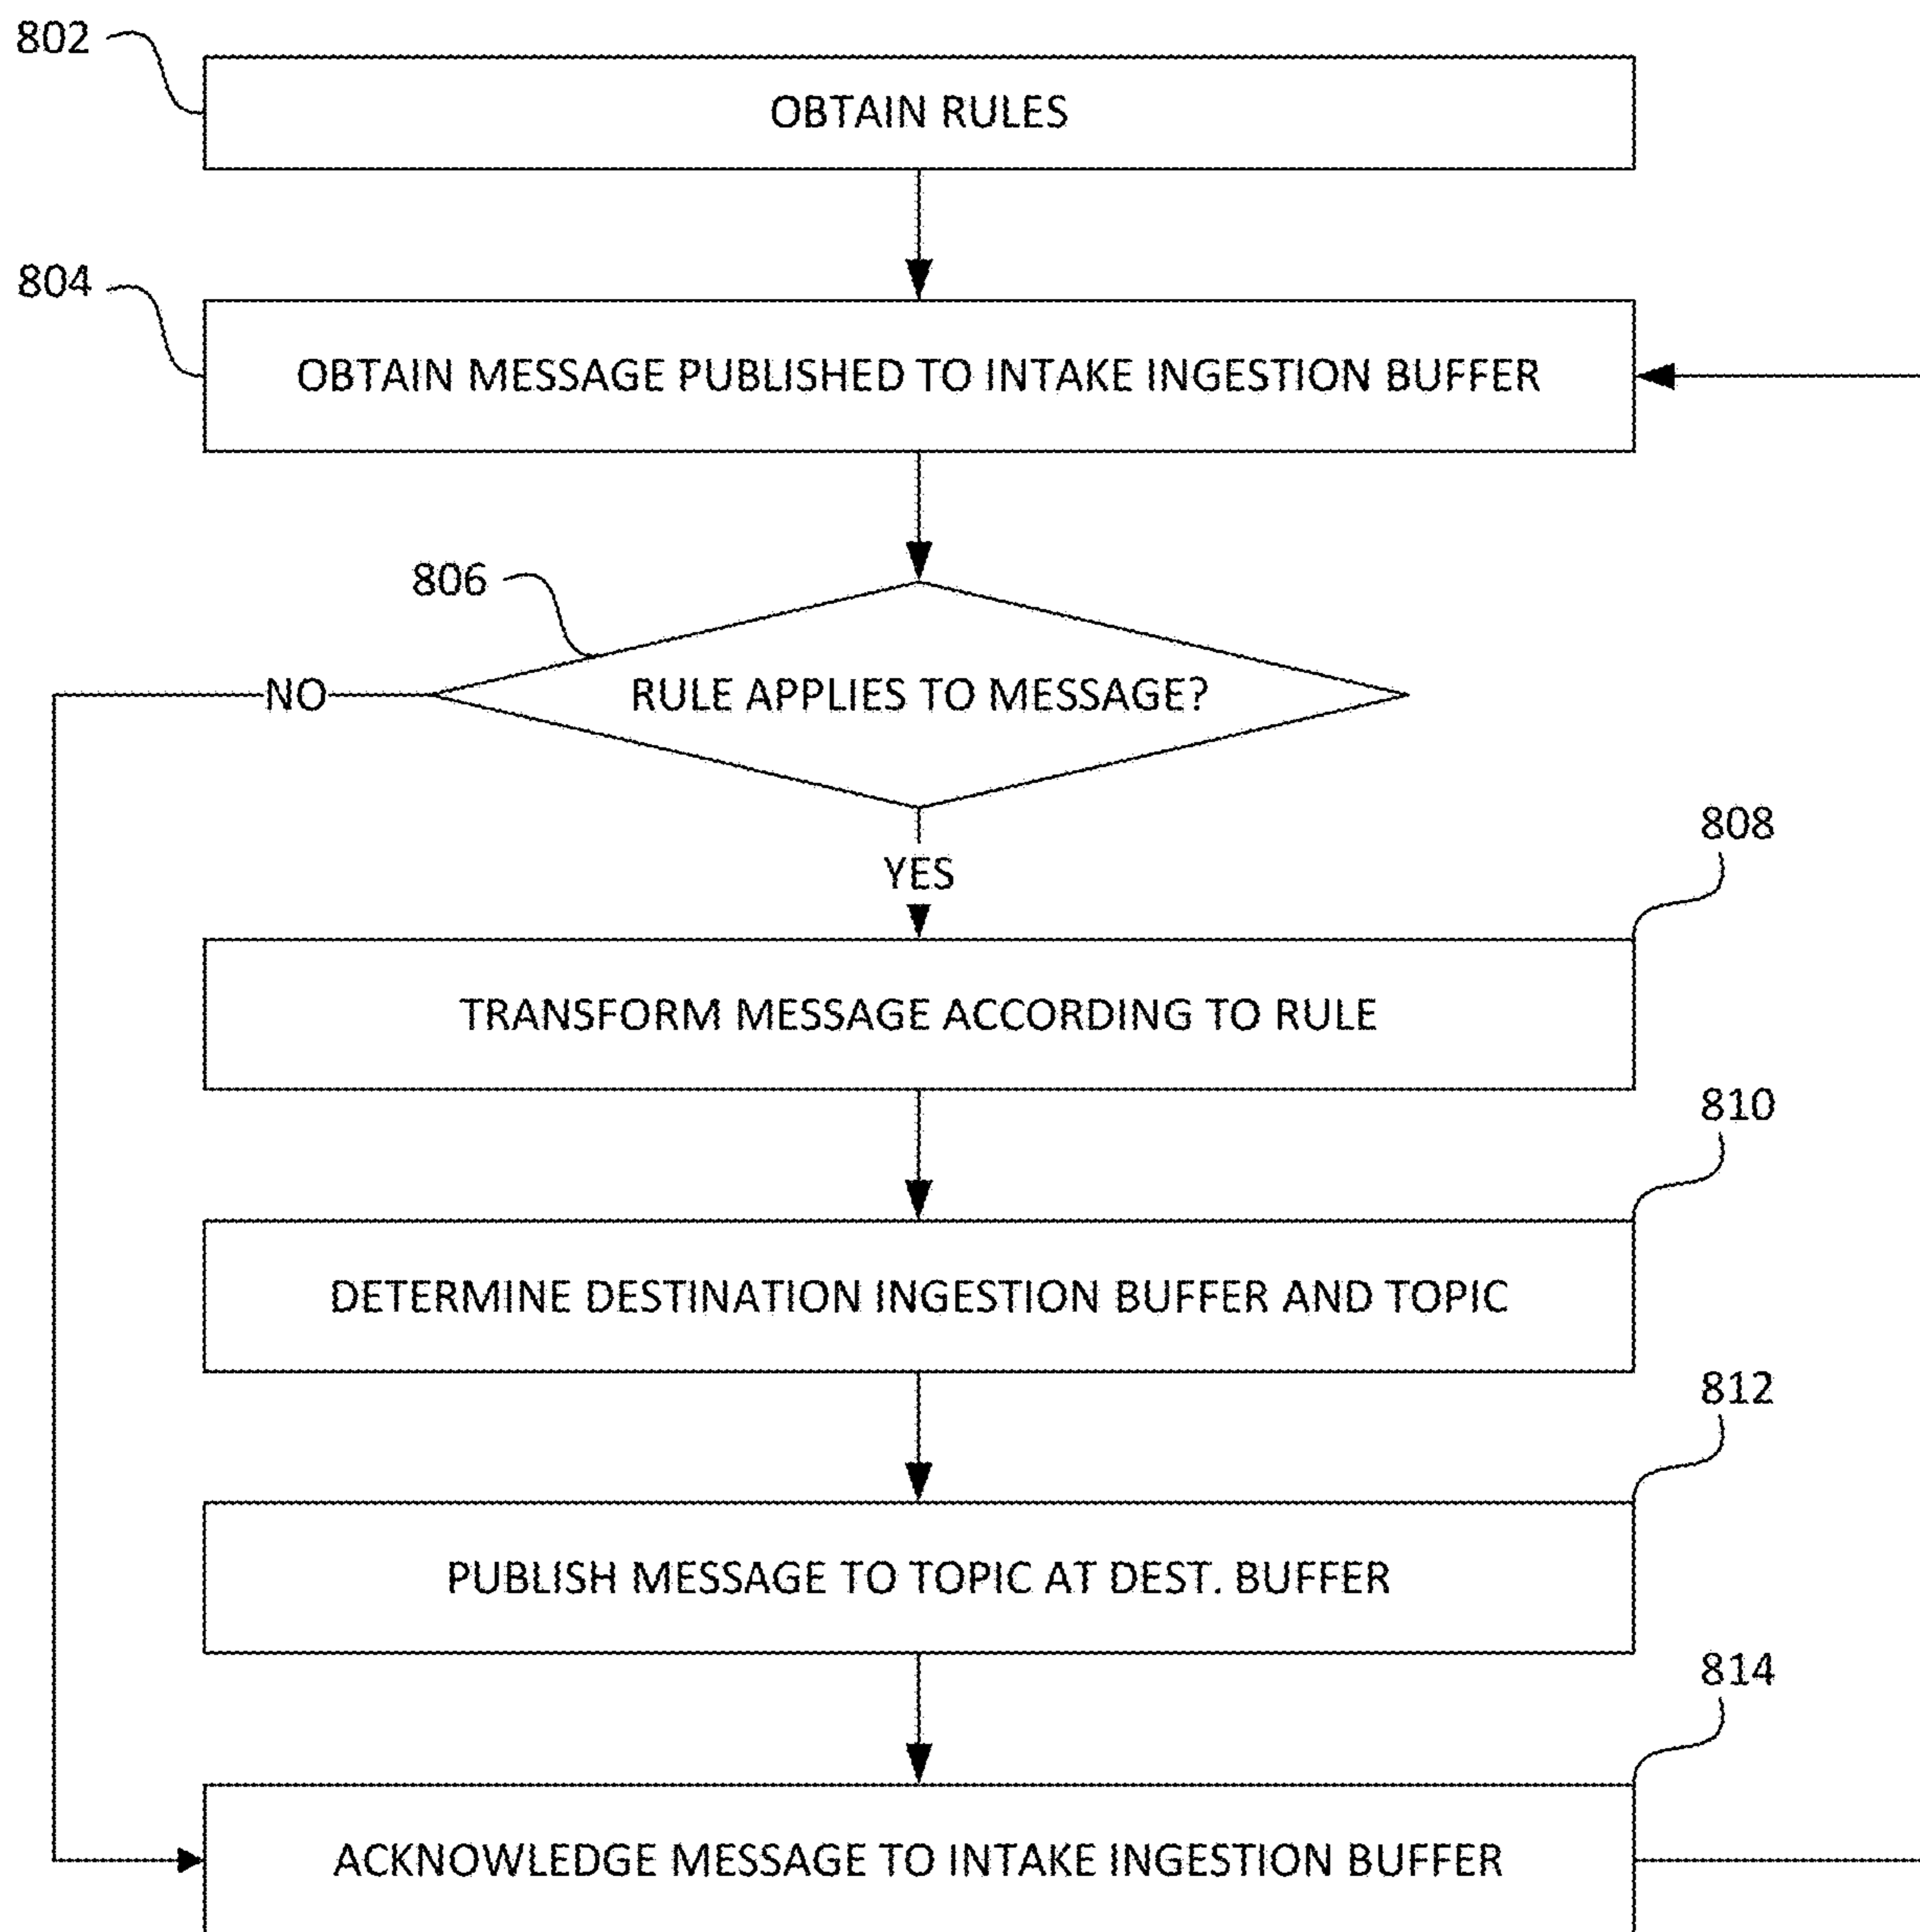 802
OBTAIN RULES
804
OBTAIN MESSAGE PUBLISHED TO INTAKE INGESTION BUFFER
806
NO
RULE APPLIES TO MESSAGE?
YES
808
TRANSFORM MESSAGE ACCORDING TO RULE
810
DETERMINE DESTINATION INGESTION BUFFER AND TOPIC
812
PUBLISH MESSAGE TO TOPIC AT DEST. BUFFER
814
ACKNOWLEDGE MESSAGE TO INTAKE INGESTION BUFFER